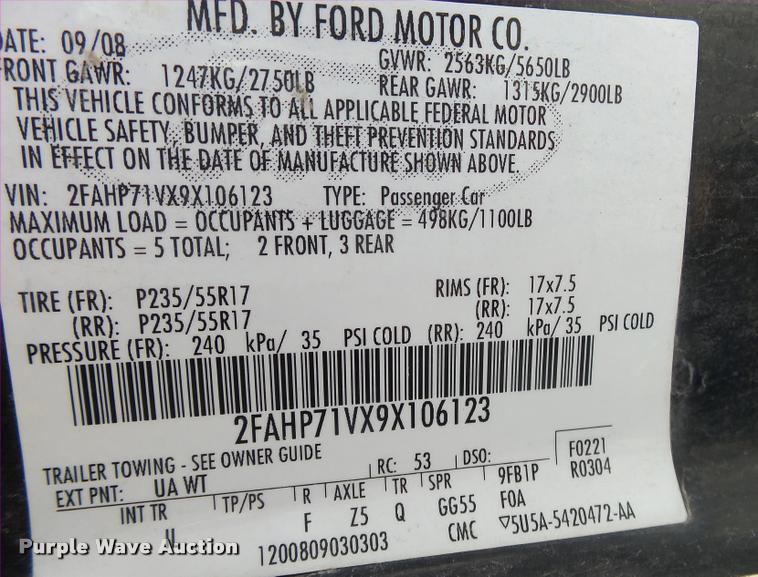 MFD. BY FORD MOTOR CO.
DATE: 09/08 GVWR: 2563KG/5650LB
FRONT GAWR: 1247KG/2750LB REAR GAWR: 1315KG/2900LB
THIS VEHICLE CONFORMS TO ALL APPLICABLE FEDERAL MOTOR
VEHICLE SAFETY, BUMPER, AND THEFT PREVENTION STANDARDS
IN EFFECT ON THE DATE OF MANUFACTURE SHOWN ABOVE.
VIN: 2FAHP71VX9X106123 TYPE: Passenger Car
MAXIMUM LOAD = OCCUPANTS + LUGGAGE = 498KG/1100LB
OCCUPANTS = 5 TOTAL; 2 FRONT, 3 REAR
TIRE (FR): P235/55R17 RIMS (FR): 17x7.5
(RR): P235/55R17 (RR): 17x7.5
PRESSURE (FR): 240 kPa/ 35 PSI COLD (RR): 240 kPa/ 35 PSI COLD
2FAHP71VX9X106123
TRAILER TOWING - SEE OWNER GUIDE
EXT PNT: UA WT RC: 53 DSO: F0221
R0304
INT TR TP/PS R AXLE TR SPR 9FB1P
N F Z5 Q GG55 F0A
1200809030303 CMC ▽5U5A-5420472-AA
Purple Wave Auction